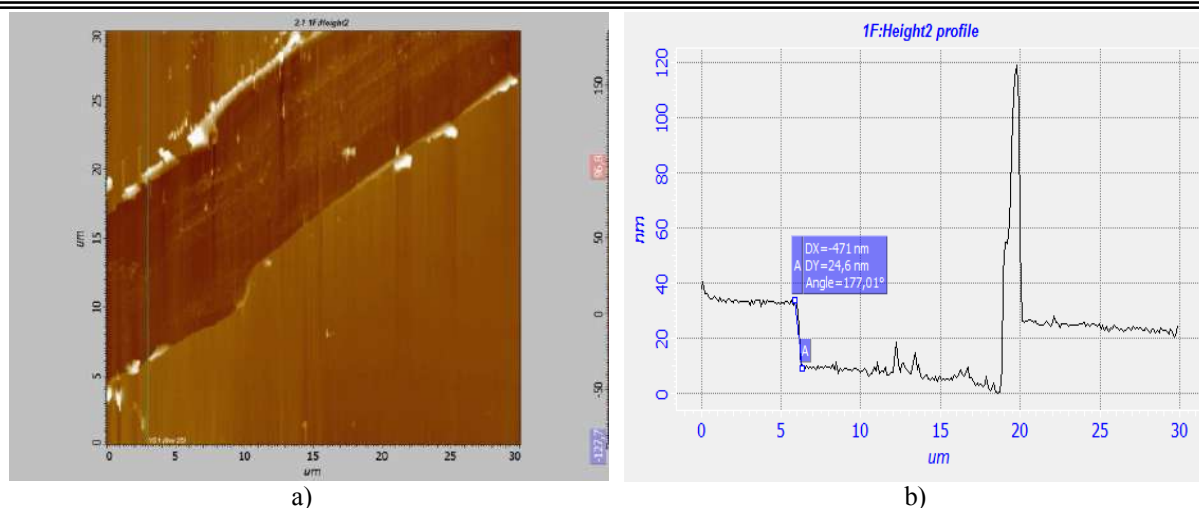 2-1 1F:Height2
30
25
20
15
10
5
0
um
0 5 10 15 20 25 30
um
150
96,8
50
0
-50
-127,7
a)
1F:Height2 profile
120
100
80
60
40
20
0
nm
DX=-471 nm
A DY=24,6 nm
Angle=177,01°
A
0 5 10 15 20 25 30
um
b)